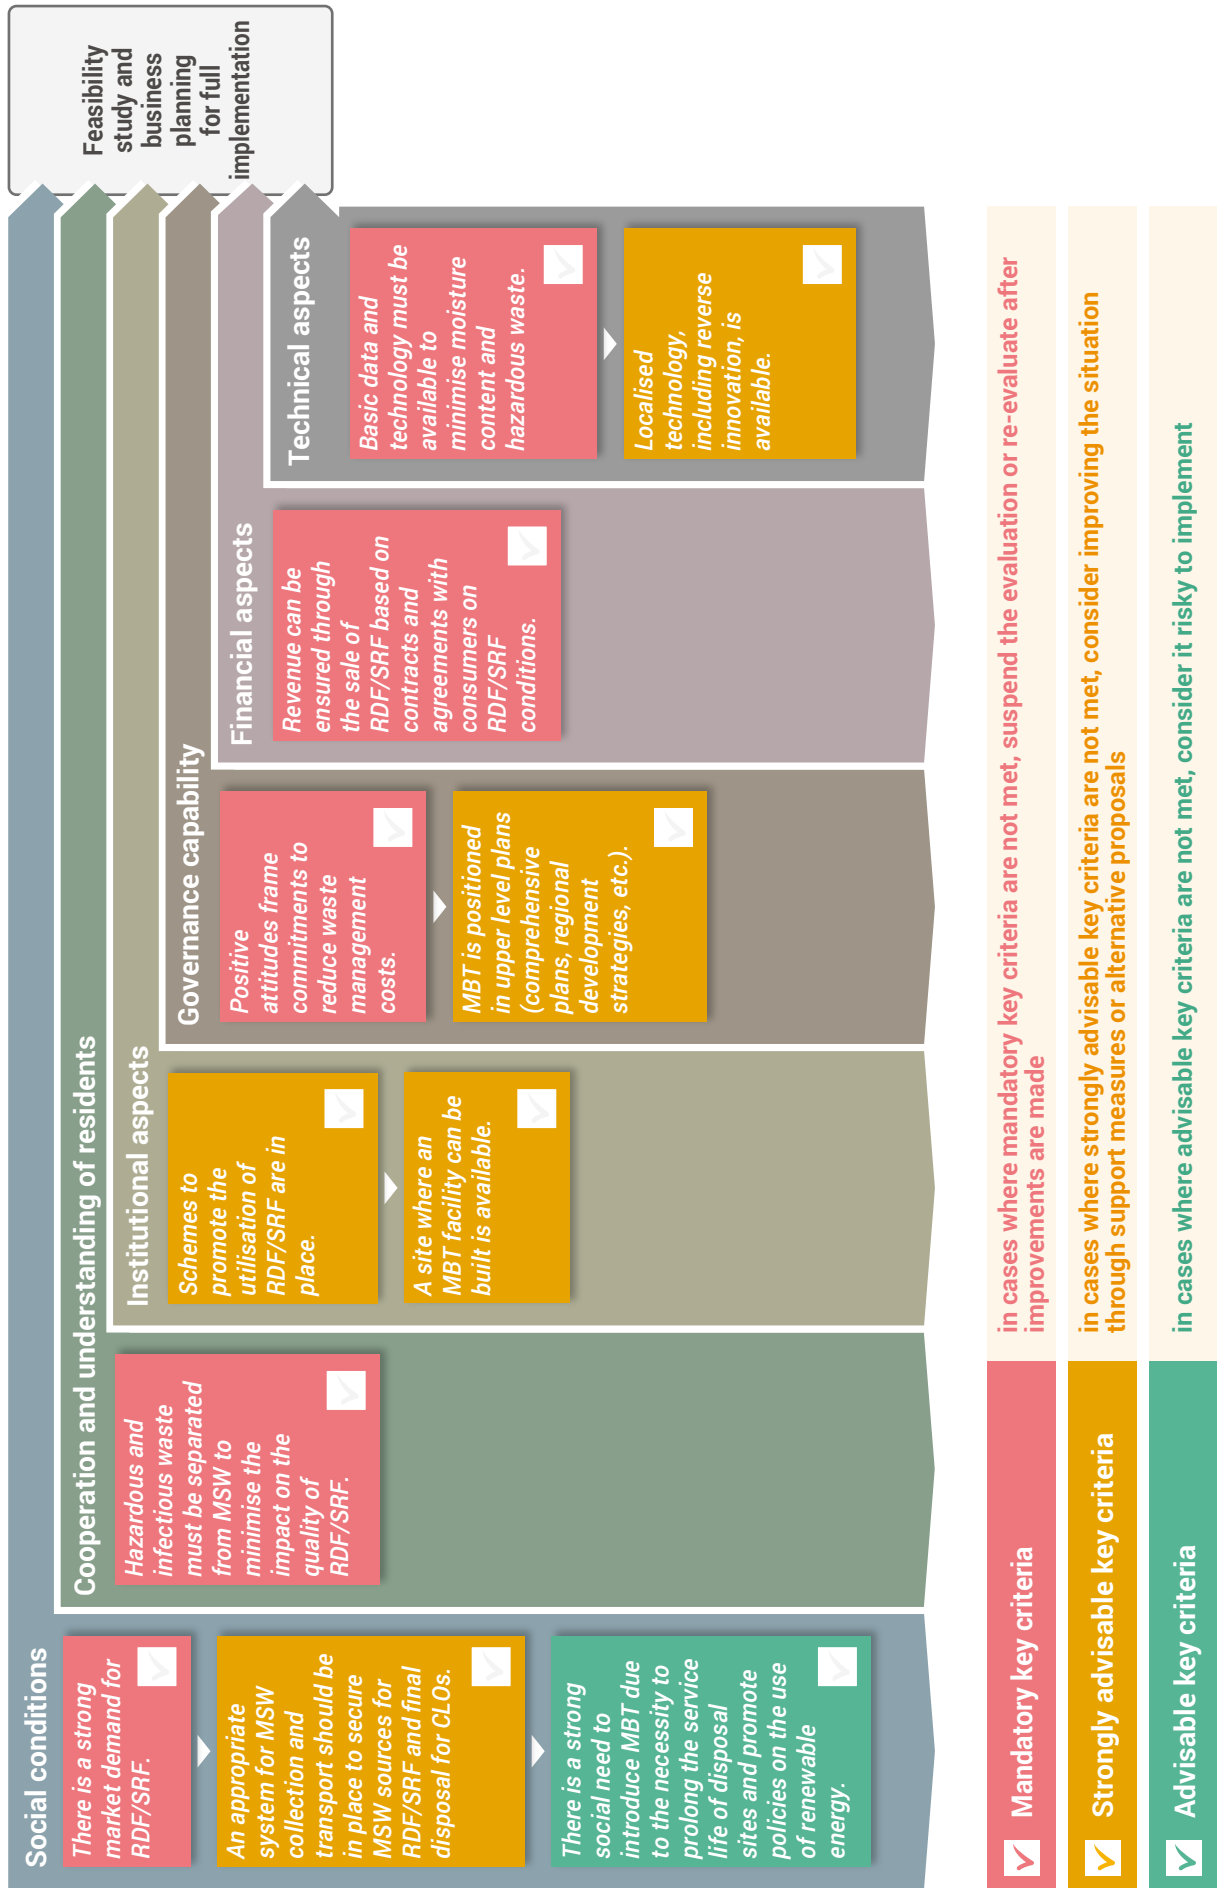 Social conditions
There is a strong
market demand for
RDF/SRF.
An appropriate
system for MSW
collection and
transport should be
in place to secure
MSW sources for
RDF/SRF and final
disposal for CLOs.
There is a strong
social need to
introduce MBT due
to the necessity to
prolong the service
life of disposal
sites and promote
policies on the use
of renewable
energy.
Cooperation and understanding of residents
Hazardous and
infectious waste
must be separated
from MSW to
minimise the
impact on the
quality of
RDF/SRF.
Institutional aspects
Schemes to
promote the
utilisation of
RDF/SRF are in
place.
A site where an
MBT facility can be
built is available.
Governance capability
Positive
attitudes frame
commitments to
reduce waste
management
costs.
MBT is positioned
in upper level plans
(comprehensive
plans, regional
development
strategies, etc.).
Financial aspects
Revenue can be
ensured through
the sale of
RDF/SRF based on
contracts and
agreements with
consumers on
RDF/SRF
conditions.
Technical aspects
Basic data and
technology must be
available to
minimise moisture
content and
hazardous waste.
Localised
technology,
including reverse
innovation, is
available.
Feasibility
study and
business
planning
for full
implementation
Mandatory key criteria
in cases where mandatory key criteria are not met, suspend the evaluation or re-evaluate after
improvements are made
Strongly advisable key criteria
in cases where strongly advisable key criteria are not met, consider improving the situation
through support measures or alternative proposals
Advisable key criteria
in cases where advisable key criteria are not met, consider it risky to implement